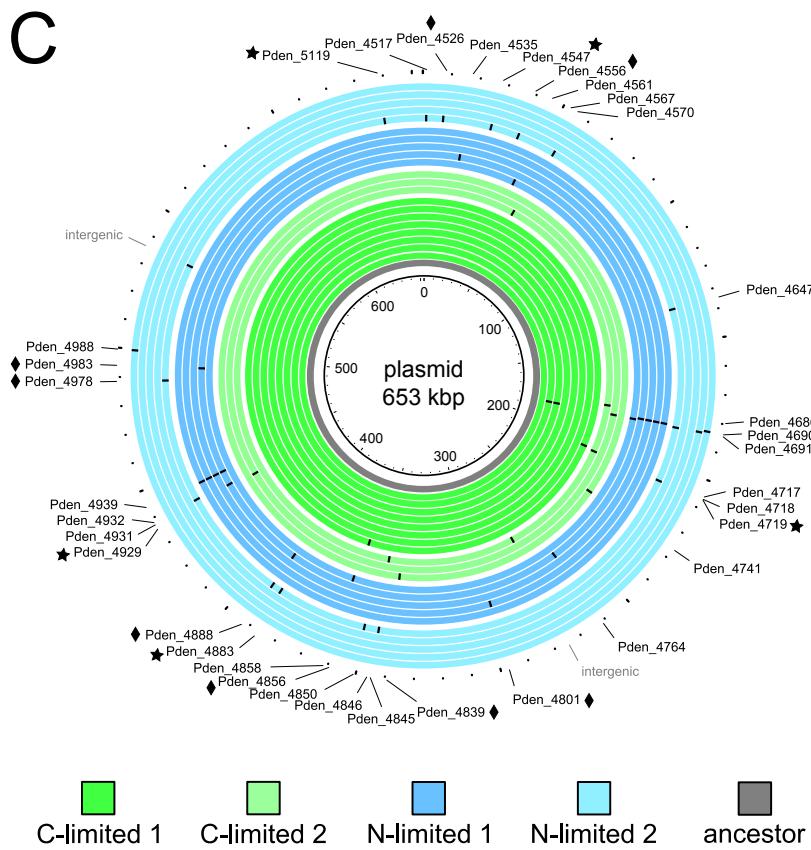 C
Pden_4526
Pden_4517
Pden_4535
Pden_5119
Pden_4547
Pden_4556
Pden_4561
Pden_4567
Pden_4570
intergenic
Pden_4647
0
600
100
500
plasmid
653 kbp
200
400
300
Pden_4988
Pden_4983
Pden_4978
Pden_4690
Pden_4691
Pden_4939
Pden_4932
Pden_4931
Pden_4929
Pden_4717
Pden_4718
Pden_4719
Pden_4741
Pden_4888
Pden_4883
Pden_4858
Pden_4856
Pden_4850
Pden_4846
Pden_4845
Pden_4839
Pden_4801
Pden_4764
intergenic
C-limited 1
C-limited 2
N-limited 1
N-limited 2
ancestor